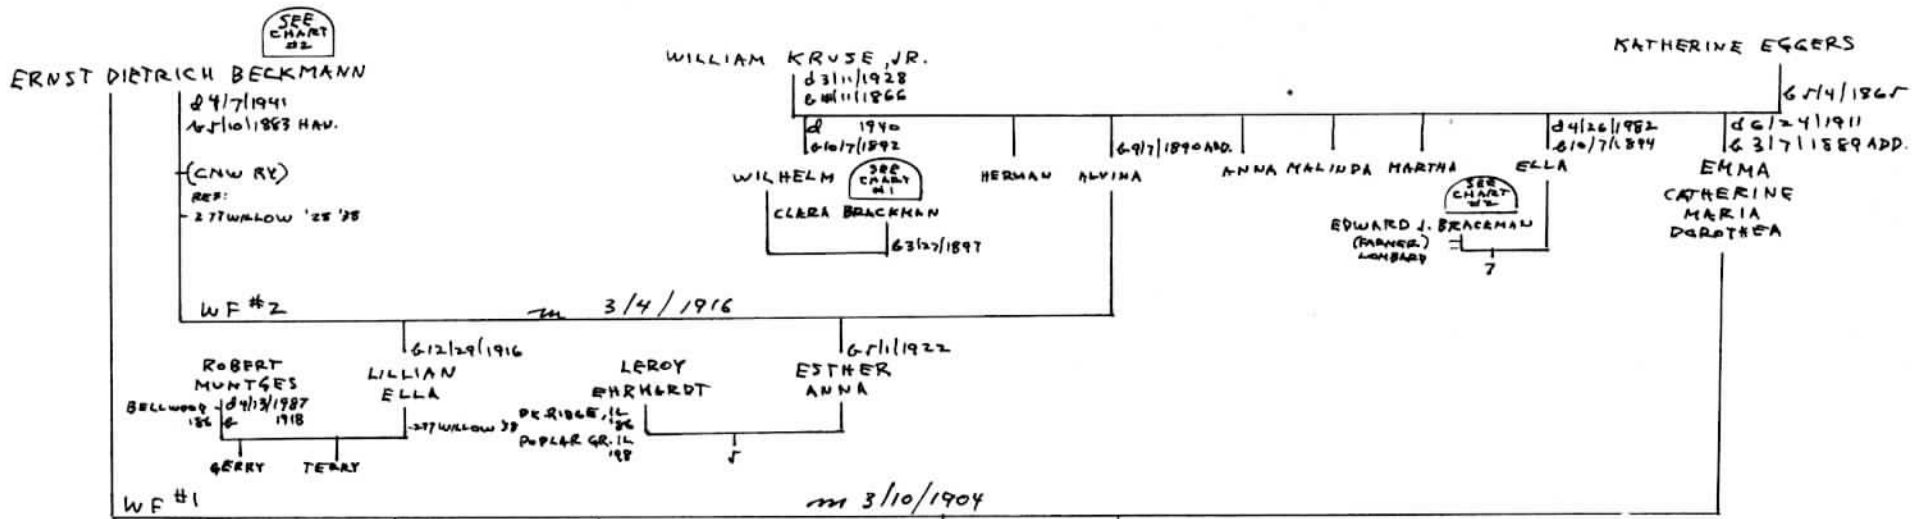 SEE
CHART
#2
ERNST DIETRICH BECKMANN
d 4/7/1941
b 5/10/1883 HAN.
(CNW RY)
REF:
277 WILLOW '28 '38
WILLIAM KRUSE, JR.
d 3/11/1928
/11/1866
KATHERINE EGGERS
b 5/4/1865
d 1940
b 10/7/1892
WILHELM
SEE
CHART
#1
CLARA BRACKMAN
b 3/27/1897
HERMAN
b 9/7/1890 ADD.
ALVINA
ANNA
MALINDA
MARTHA
d 4/26/1982
b 10/7/1894
ELLA
SEE
CHART
#2
EDWARD J. BRACKMAN
(FARMER)
LOMBARD
7
d 6/24/1911
b 3/7/1889 ADD.
EMMA
CATHERINE
MARIA
DOROTHEA
WF #2
m 3/4/1916
b 12/29/1916
LILLIAN
ELLA
277 WILLOW '38
ROBERT
MUNTGES
BELLWOOD
'86
d 4/13/1987
b 1918
GERRY
TERRY
LEROY
EHRHARDT
PK RIDGE, IL
'86
POPLAR GR. IL
'98
b 5/1/1922
ESTHER
ANNA
5
WF #1
m 3/10/1904